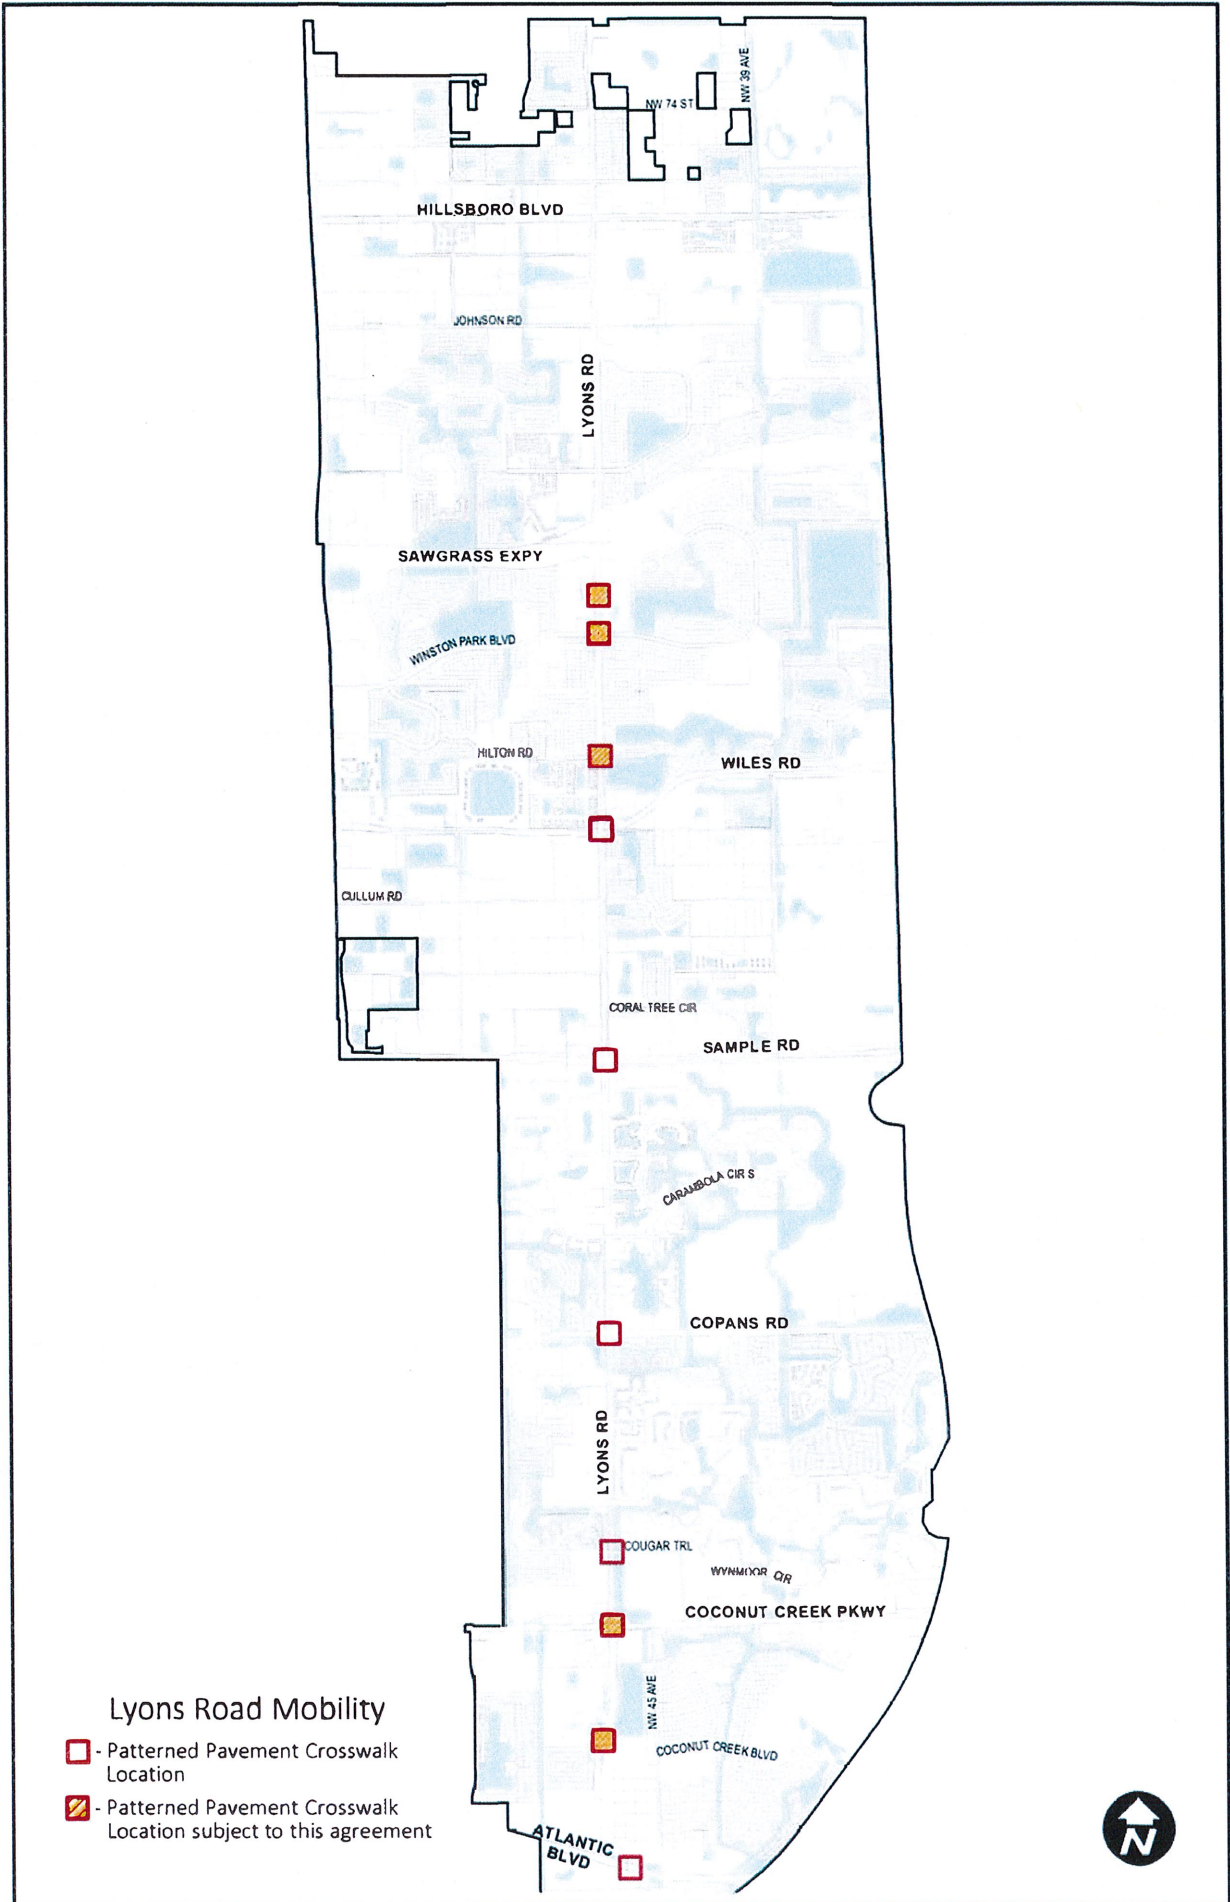 NW 39 AVE
NW 74 ST
HILLSBORO BLVD
JOHNSON RD
LYONS RD
SAWGRASS EXPY
WINSTON PARK BLVD
HILTON RD
WILES RD
CULLUM RD
CORAL TREE CIR
SAMPLE RD
CARAMBOLA CIR S
COPANS RD
LYONS RD
COUGAR TRL
WYNMOOR CIR
COCONUT CREEK PKWY
NW 45 AVE
COCONUT CREEK BLVD
ATLANTIC
BLVD
Lyons Road Mobility
- Patterned Pavement Crosswalk
Location
- Patterned Pavement Crosswalk
Location subject to this agreement
N